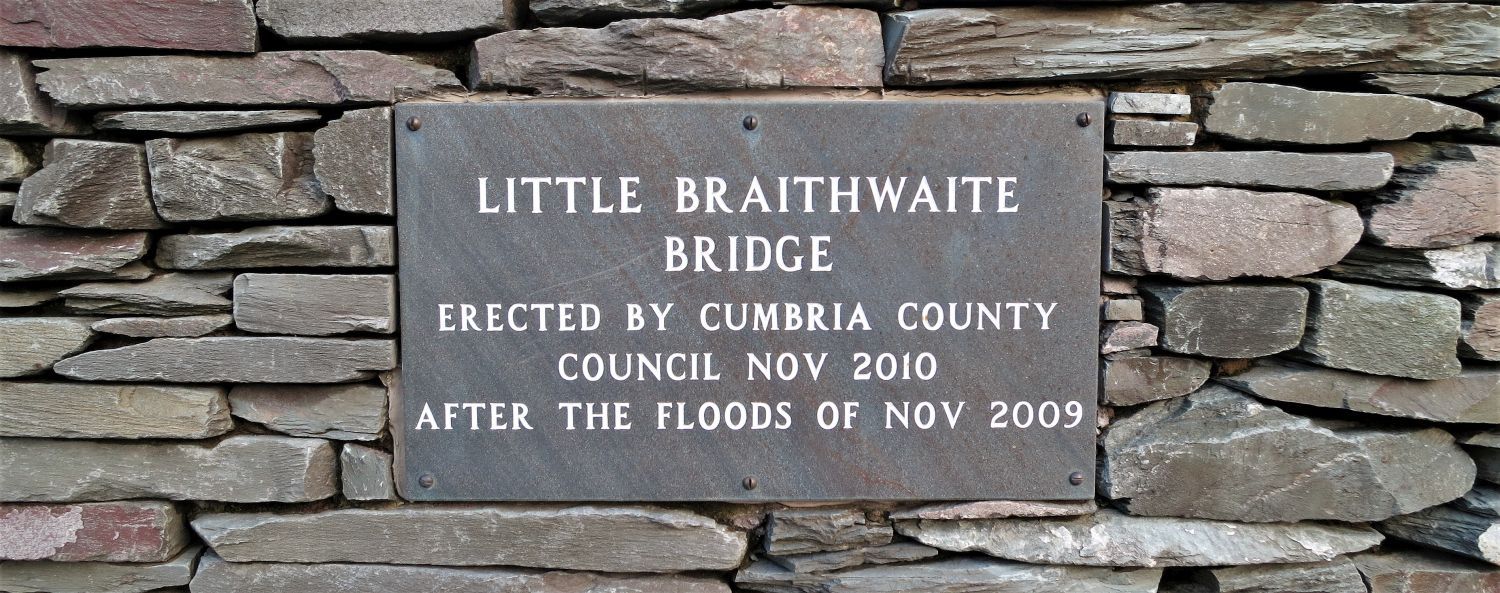 LITTLE BRAITHWAITE
BRIDGE
ERECTED BY CUMBRIA COUNTY
COUNCIL NOV 2010
AFTER THE FLOODS OF NOV 2009